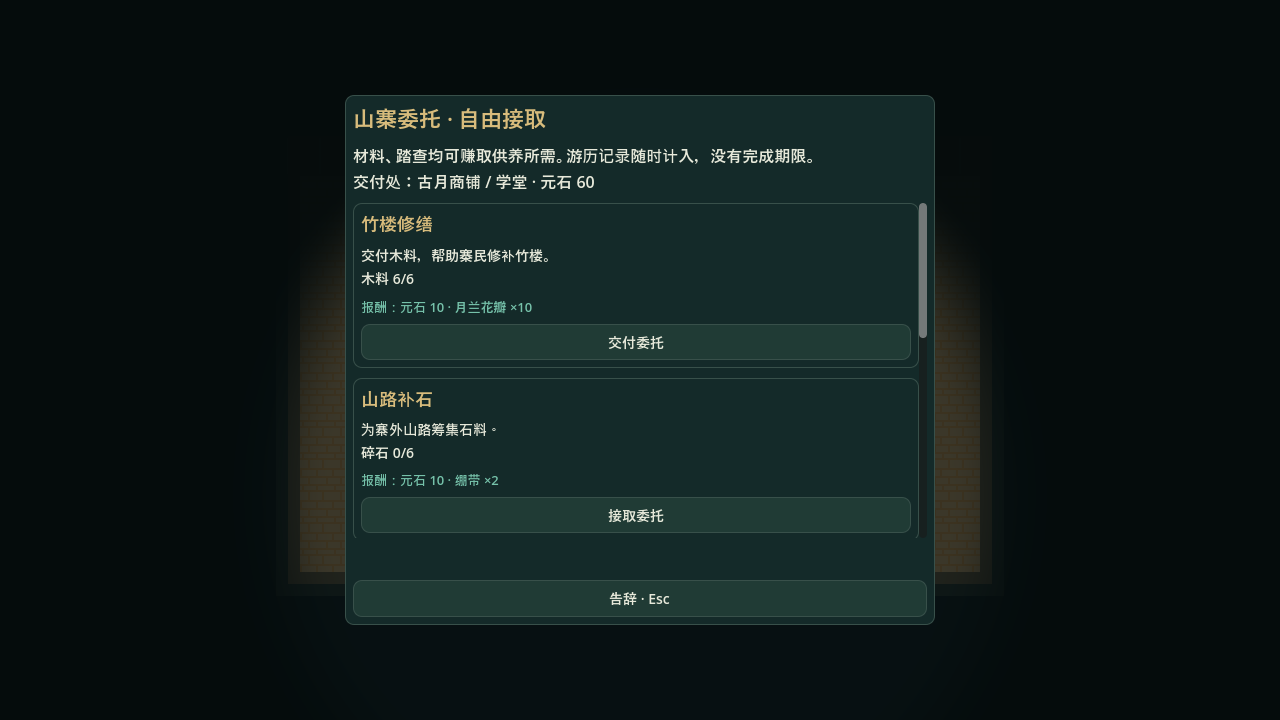 山寨委托 · 自由接取
材料、踏查均可赚取供养所需。游历记录随时计入，没有完成期限。
交付处：古月商铺 / 学堂 · 元石 60
竹楼修缮
交付木料，帮助寨民修补竹楼。
木料 6/6
报酬：元石 10 · 月兰花瓣 ×10
交付委托
山路补石
为寨外山路筹集石料。
碎石 0/6
报酬：元石 10 · 绷带 ×2
接取委托
告辞 · Esc